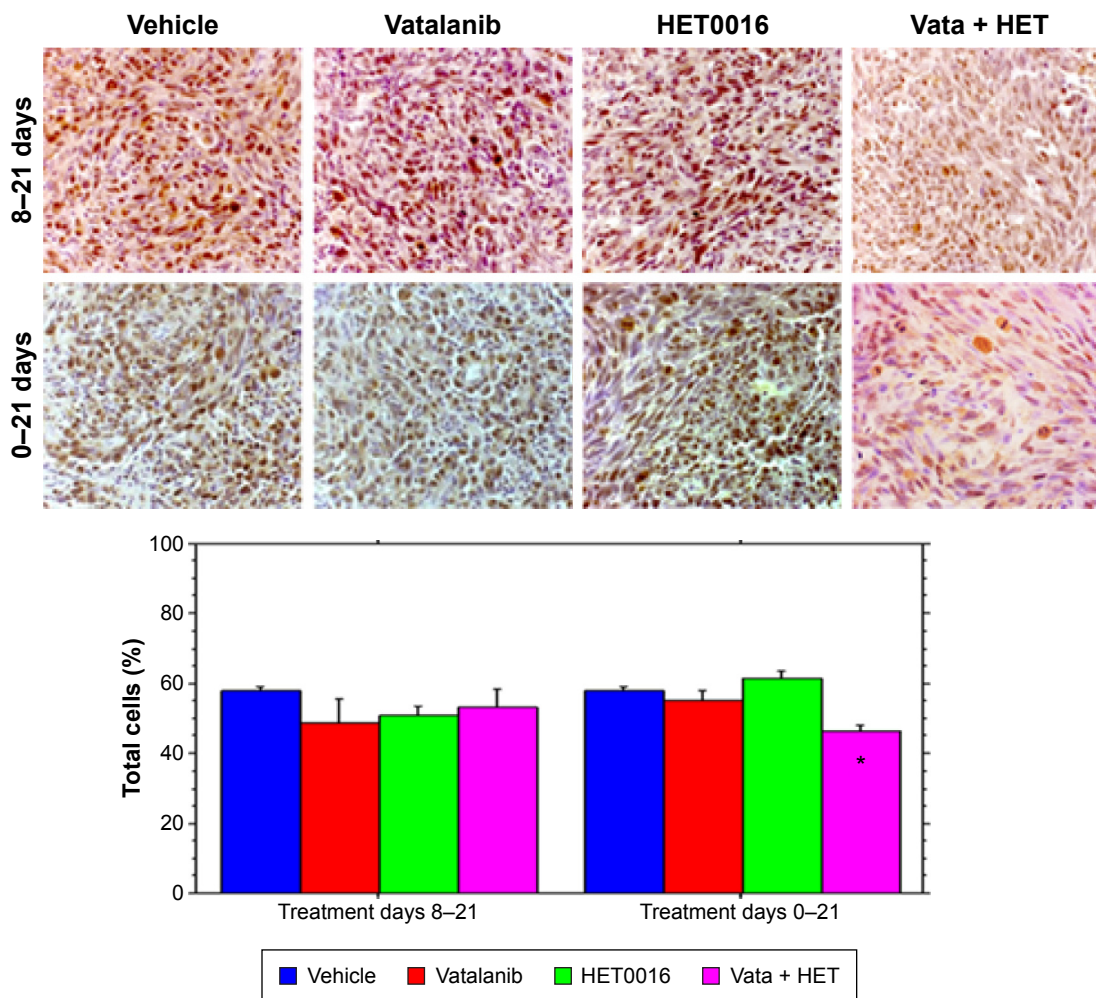 Vehicle Vatalanib HET0016 Vata + HET
8–21 days
0–21 days
Total cells (%)
100
80
60
40
20
0
*
Treatment days 8–21 Treatment days 0–21
Vehicle Vatalanib HET0016 Vata + HET